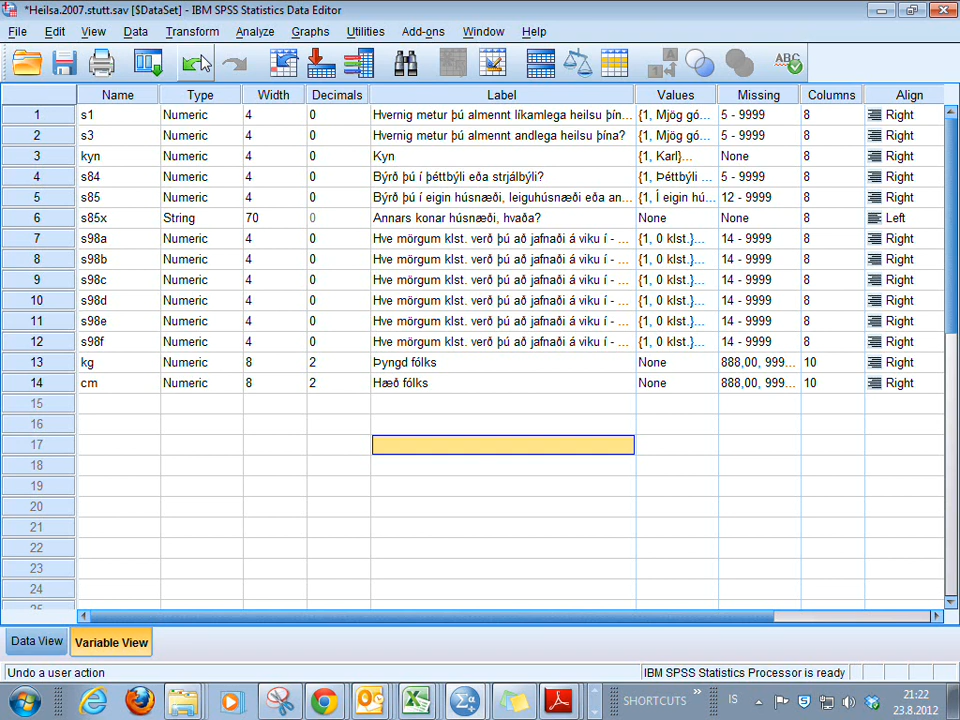 *Heilsa.2007.stutt.sav [$DataSet] - IBM SPSS Statistics Data Editor
File Edit View Data Transform Analyze Graphs Utilities Add-ons Window Help
Name Type Width Decimals Label Values Missing Columns Align
1 s1 Numeric 4 0 Hvernig metur þú almennt líkamlega heilsu þín... {1, Mjög gó... 5 - 9999 8 Right
2 s3 Numeric 4 0 Hvernig metur þú almennt andlega heilsu þína? {1, Mjög gó... 5 - 9999 8 Right
3 kyn Numeric 4 0 Kyn {1, Karl}... None 8 Right
4 s84 Numeric 4 0 Býrð þú í þéttbýli eða strjálbýli? {1, Þéttbýli ... 5 - 9999 8 Right
5 s85 Numeric 4 0 Býrð þú í eigin húsnæði, leiguhúsnæði eða an... {1, Í eigin hú... 12 - 9999 8 Right
6 s85x String 70 0 Annars konar húsnæði, hvaða? None None 8 Left
7 s98a Numeric 4 0 Hve mörgum klst. verð þú að jafnaði á viku í - ... {1, 0 klst.}... 14 - 9999 8 Right
8 s98b Numeric 4 0 Hve mörgum klst. verð þú að jafnaði á viku í - ... {1, 0 klst.}... 14 - 9999 8 Right
9 s98c Numeric 4 0 Hve mörgum klst. verð þú að jafnaði á viku í - ... {1, 0 klst.}... 14 - 9999 8 Right
10 s98d Numeric 4 0 Hve mörgum klst. verð þú að jafnaði á viku í - ... {1, 0 klst.}... 14 - 9999 8 Right
11 s98e Numeric 4 0 Hve mörgum klst. verð þú að jafnaði á viku í - ... {1, 0 klst.}... 14 - 9999 8 Right
12 s98f Numeric 4 0 Hve mörgum klst. verð þú að jafnaði á viku í - ... {1, 0 klst.}... 14 - 9999 8 Right
13 kg Numeric 8 2 Þyngd fólks None 888,00, 999... 10 Right
14 cm Numeric 8 2 Hæð fólks None 888,00, 999... 10 Right
15
16
17
18
19
20
21
22
23
24
25
Data View Variable View
Undo a user action IBM SPSS Statistics Processor is ready
SHORTCUTS » IS 21:22
23.8.2012